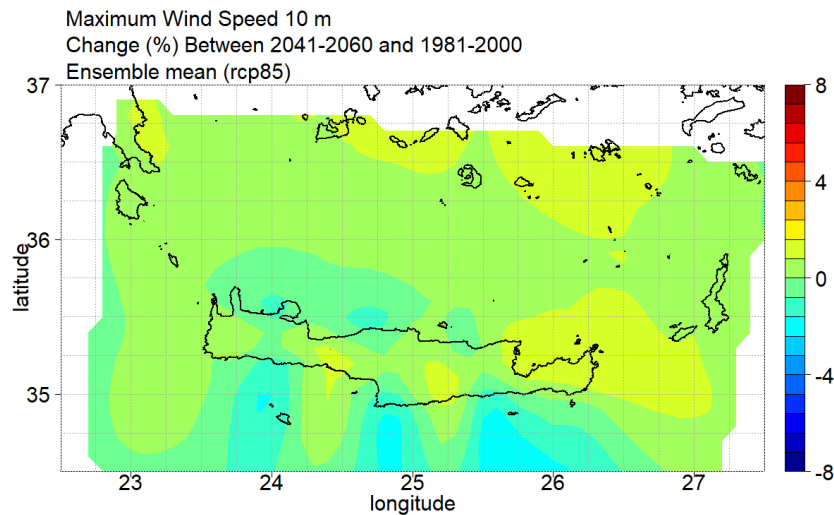 Maximum Wind Speed 10 m
Change (%) Between 2041-2060 and 1981-2000
Ensemble mean (rcp85)
37
36
35
latitude
23
24
25
26
27
longitude
8
4
0
-4
-8